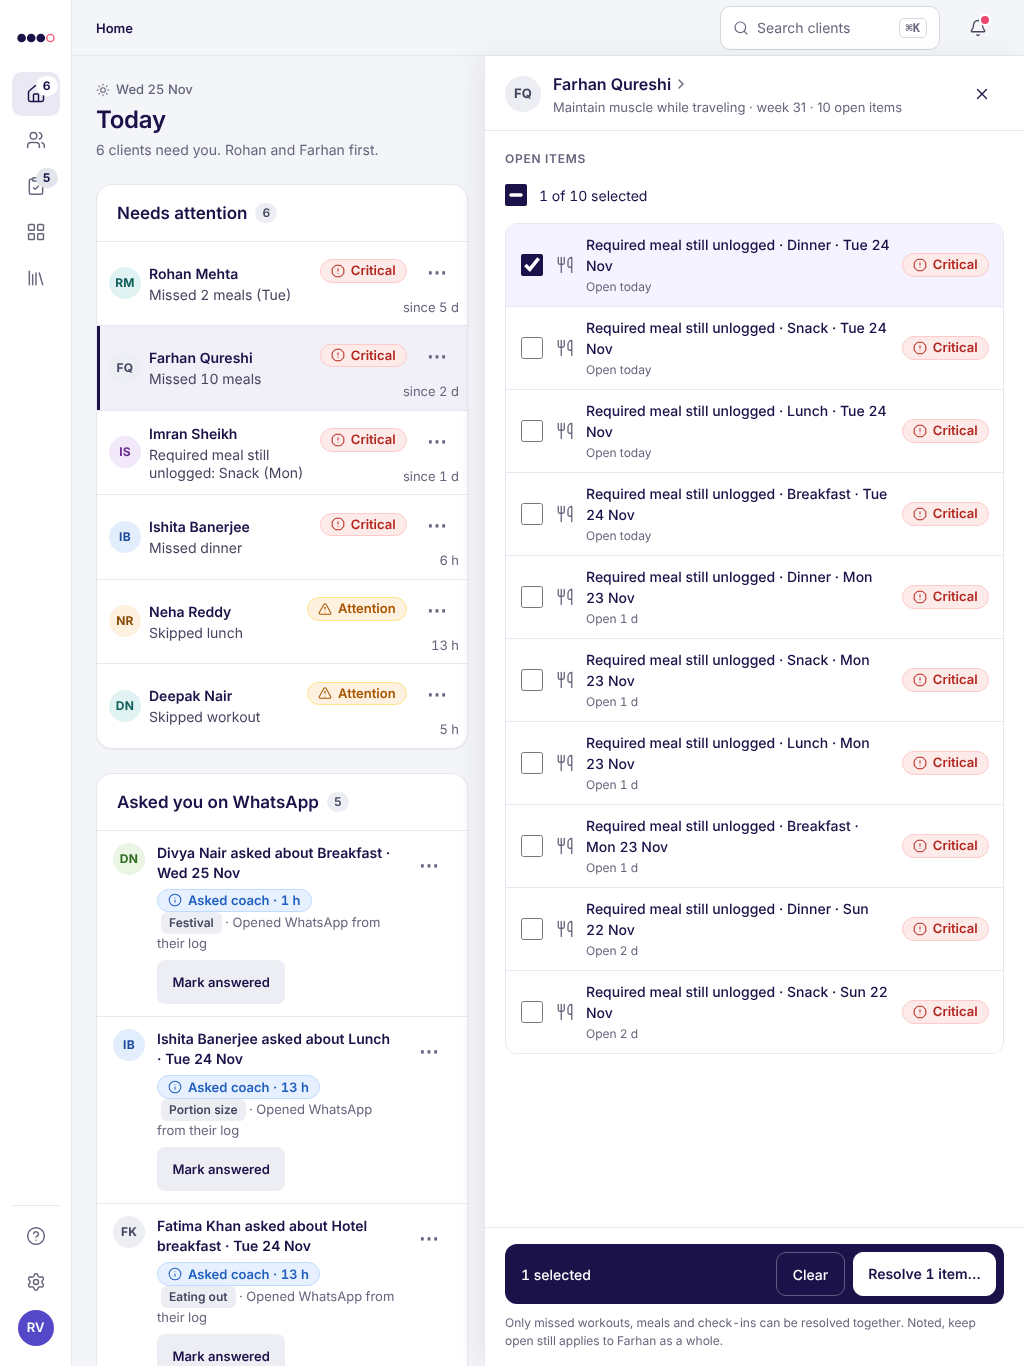 Home
Search clients
⌘K
6
5
Wed 25 Nov
Today
6 clients need you. Rohan and Farhan first.
Needs attention 6
RM
Rohan Mehta
Missed 2 meals (Tue)
Critical
since 5 d
FQ
Farhan Qureshi
Missed 10 meals
Critical
since 2 d
IS
Imran Sheikh
Required meal still
unlogged: Snack (Mon)
Critical
since 1 d
IB
Ishita Banerjee
Missed dinner
Critical
6 h
NR
Neha Reddy
Skipped lunch
Attention
13 h
DN
Deepak Nair
Skipped workout
Attention
5 h
Asked you on WhatsApp 5
DN
Divya Nair asked about Breakfast ·
Wed 25 Nov
Asked coach · 1 h
Festival · Opened WhatsApp from
their log
Mark answered
IB
Ishita Banerjee asked about Lunch
· Tue 24 Nov
Asked coach · 13 h
Portion size · Opened WhatsApp
from their log
Mark answered
FK
Fatima Khan asked about Hotel
breakfast · Tue 24 Nov
Asked coach · 13 h
Eating out · Opened WhatsApp from
their log
Mark answered
RV
FQ
Farhan Qureshi
Maintain muscle while traveling · week 31 · 10 open items
OPEN ITEMS
1 of 10 selected
Required meal still unlogged · Dinner · Tue 24
Nov
Open today
Critical
Required meal still unlogged · Snack · Tue 24
Nov
Open today
Critical
Required meal still unlogged · Lunch · Tue 24
Nov
Open today
Critical
Required meal still unlogged · Breakfast · Tue
24 Nov
Open today
Critical
Required meal still unlogged · Dinner · Mon
23 Nov
Open 1 d
Critical
Required meal still unlogged · Snack · Mon
23 Nov
Open 1 d
Critical
Required meal still unlogged · Lunch · Mon
23 Nov
Open 1 d
Critical
Required meal still unlogged · Breakfast ·
Mon 23 Nov
Open 1 d
Critical
Required meal still unlogged · Dinner · Sun
22 Nov
Open 2 d
Critical
Required meal still unlogged · Snack · Sun 22
Nov
Open 2 d
Critical
1 selected
Clear
Resolve 1 item...
Only missed workouts, meals and check-ins can be resolved together. Noted, keep
open still applies to Farhan as a whole.